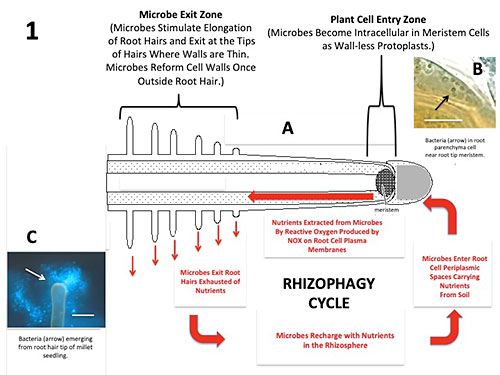 1
Microbe Exit Zone
(Microbes Stimulate Elongation
of Root Hairs and Exit at the Tips
of Hairs Where Walls are Thin.
Microbes Reform Cell Walls Once
Outside Root Hair.)
Plant Cell Entry Zone
(Microbes Become Intracellular in Meristem Cells
as Wall-less Protoplasts.)
A
B
Bacteria (arrow) in root
parenchyma cell
near root tip meristem.
meristem
Nutrients Extracted from Microbes
By Reactive Oxygen Produced by
NOX on Root Cell Plasma
Membranes
C
Bacteria (arrow) emerging
from root hair tip of millet
seedling.
Microbes Exit Root
Hairs Exhausted of
Nutrients
RHIZOPHAGY
CYCLE
Microbes Enter Root
Cell Periplasmic
Spaces Carrying
Nutrients
From Soil
Microbes Recharge with Nutrients
in the Rhizosphere